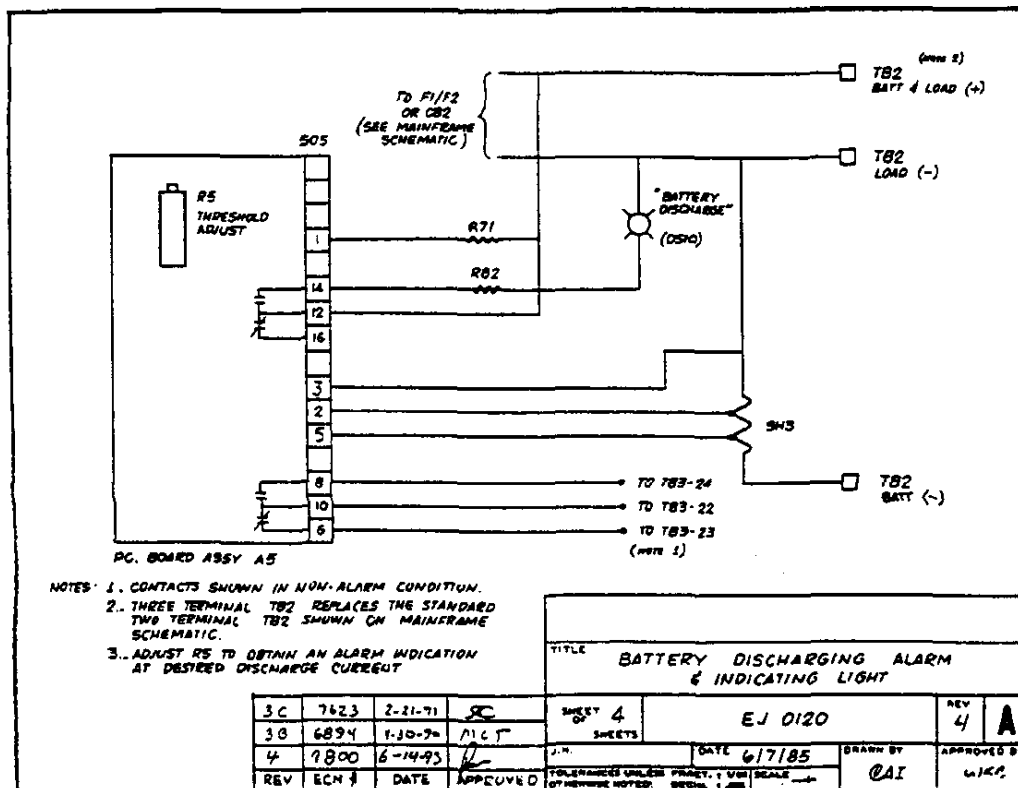 (NOTE 2)
TB2
BATT & LOAD (+)
TO F1/F2
OR CB2
(SEE MAINFRAME
SCHEMATIC)
SO5
TB2
LOAD (-)
R5
THRESHOLD
ADJUST
"BATTERY
DISCHARGE"
(DS10)
1
R71
14
R82
12
16
3
2
5
SH3
8
TO TB3-24
TB2
BATT (-)
10
TO TB3-22
6
TO TB3-23
(NOTE 1)
PC. BOARD ASSY A5
NOTES: 1. CONTACTS SHOWN IN NON-ALARM CONDITION.
2. THREE TERMINAL TB2 REPLACES THE STANDARD
TWO TERMINAL TB2 SHOWN ON MAINFRAME
SCHEMATIC.
3. ADJUST R5 TO OBTAIN AN ALARM INDICATION
AT DESIRED DISCHARGE CURRENT
TITLE
BATTERY DISCHARGING ALARM
& INDICATING LIGHT
3C 7623 2-21-91
3B 6894
4 7800 6-14-93
REV ECN # DATE APPROVED
SHEET 4
OF SHEETS
EJ 0120
REV
4
A
J.N.
DATE 6/7/85
DRAWN BY
APPROVED B
TOLERANCES UNLESS FRACT.
OTHERWISE NOTED: DECIML
SCALE